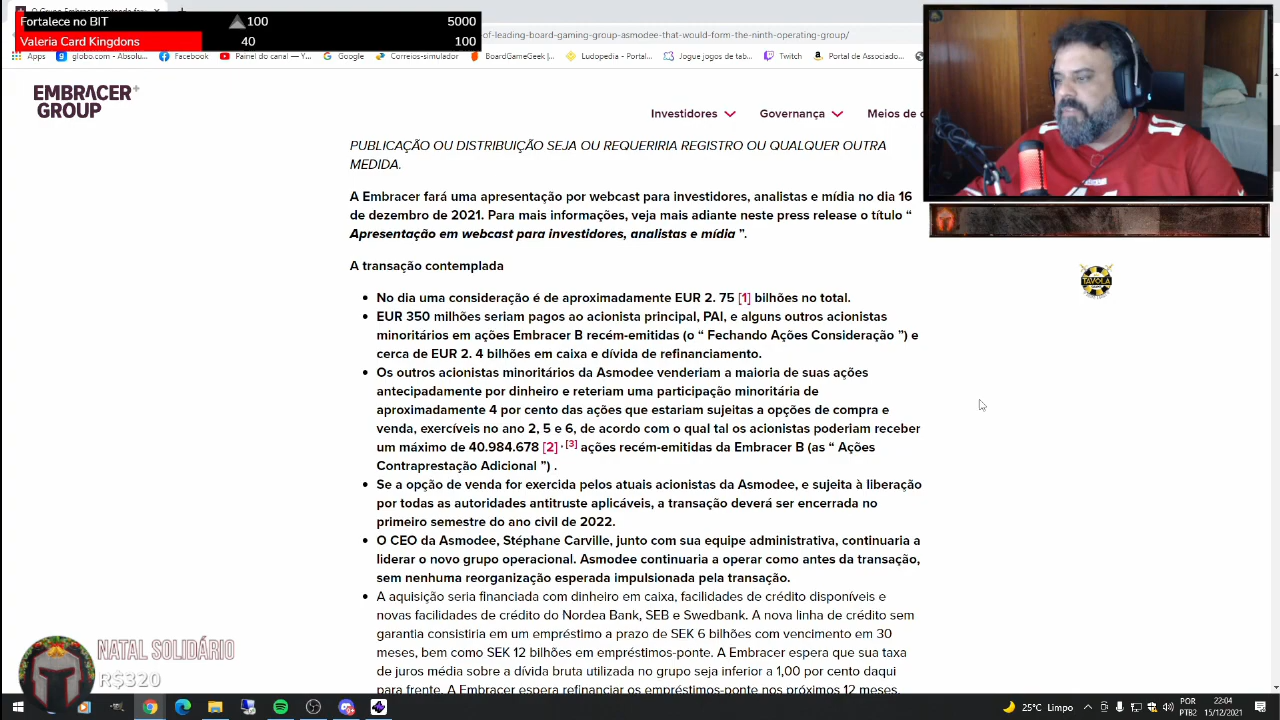 Fortalece no BIT 100 5000
Valeria Card Kingdons 40 100
of-leading-board-gaming-group-asmodee-that-would-form-the-ninth-operating-group/
Apps globo.com - Absolu... Facebook Painel do canal — Y... Google Correios-simulador BoardGameGeek |... Ludopedia - Portal... Jogue jogos de tab... Twitch Portal de Associado...
EMBRACER+
GROUP
Investidores Governança Meios de
PUBLICAÇÃO OU DISTRIBUIÇÃO SEJA OU REQUERIRIA REGISTRO OU QUALQUER OUTRA
MEDIDA.
A Embracer fará uma apresentação por webcast para investidores, analistas e mídia no dia 16
de dezembro de 2021. Para mais informações, veja mais adiante neste press release o título “
Apresentação em webcast para investidores, analistas e mídia ”.
A transação contemplada
• No dia uma consideração é de aproximadamente EUR 2. 75 [1] bilhões no total.
• EUR 350 milhões seriam pagos ao acionista principal, PAI, e alguns outros acionistas
minoritários em ações Embracer B recém-emitidas (o “ Fechando Ações Consideração ”) e
cerca de EUR 2. 4 bilhões em caixa e dívida de refinanciamento.
• Os outros acionistas minoritários da Asmodee venderiam a maioria de suas ações
antecipadamente por dinheiro e reteriam uma participação minoritária de
aproximadamente 4 por cento das ações que estariam sujeitas a opções de compra e
venda, exercíveis no ano 2, 5 e 6, de acordo com o qual tal os acionistas poderiam receber
um máximo de 40.984.678 [2] , [3] ações recém-emitidas da Embracer B (as “ Ações
Contraprestação Adicional ”) .
• Se a opção de venda for exercida pelos atuais acionistas da Asmodee, e sujeita à liberação
por todas as autoridades antitruste aplicáveis, a transação deverá ser encerrada no
primeiro semestre do ano civil de 2022.
• O CEO da Asmodee, Stéphane Carville, junto com sua equipe administrativa, continuaria a
liderar o novo grupo operacional. Asmodee continuaria a operar como antes da transação,
sem nenhuma reorganização esperada impulsionada pela transação.
• A aquisição seria financiada com dinheiro em caixa, facilidades de crédito disponíveis e
novas facilidades de crédito do Nordea Bank, SEB e Swedbank. A nova linha de crédito sem
garantia consistiria em um empréstimo a prazo de SEK 6 bilhões com vencimento em 30
meses, bem como SEK 12 bilhões em empréstimos-ponte. A Embracer espera que sua taxa
de juros média sobre a dívida bruta utilizada no grupo seja inferior a 1,00 por cento daqui
para frente. A Embracer espera refinanciar os empréstimos-ponte nos próximos 12 meses.
TAVOLA
NATAL SOLIDÁRIO
R$320
25°C Limpo
POR
PTB2
22:04
15/12/2021